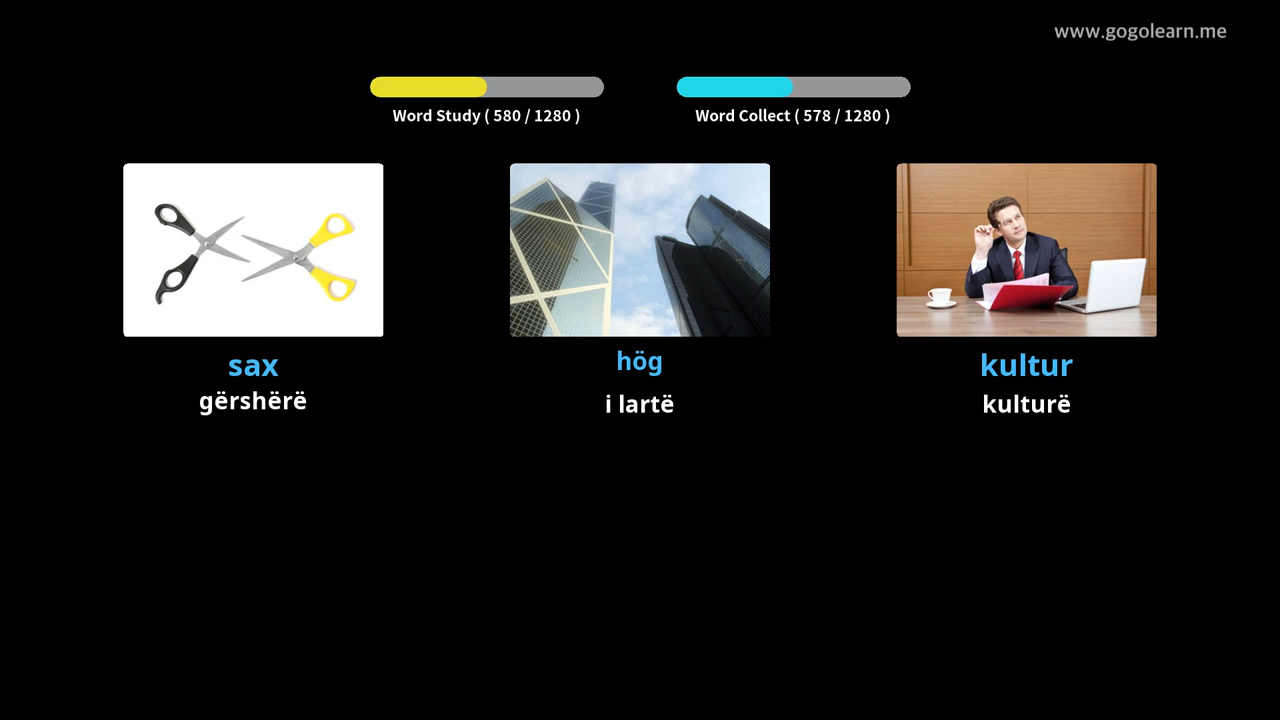 www.gogolearn.me
Word Study ( 580 / 1280 )
Word Collect ( 578 / 1280 )
sax
gërshërë
hög
i lartë
kultur
kulturë